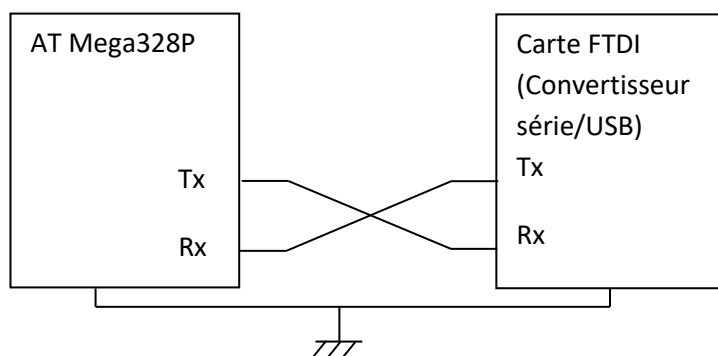 AT Mega328P
Tx
Rx
Carte FTDI
(Convertisseur
série/USB)
Tx
Rx